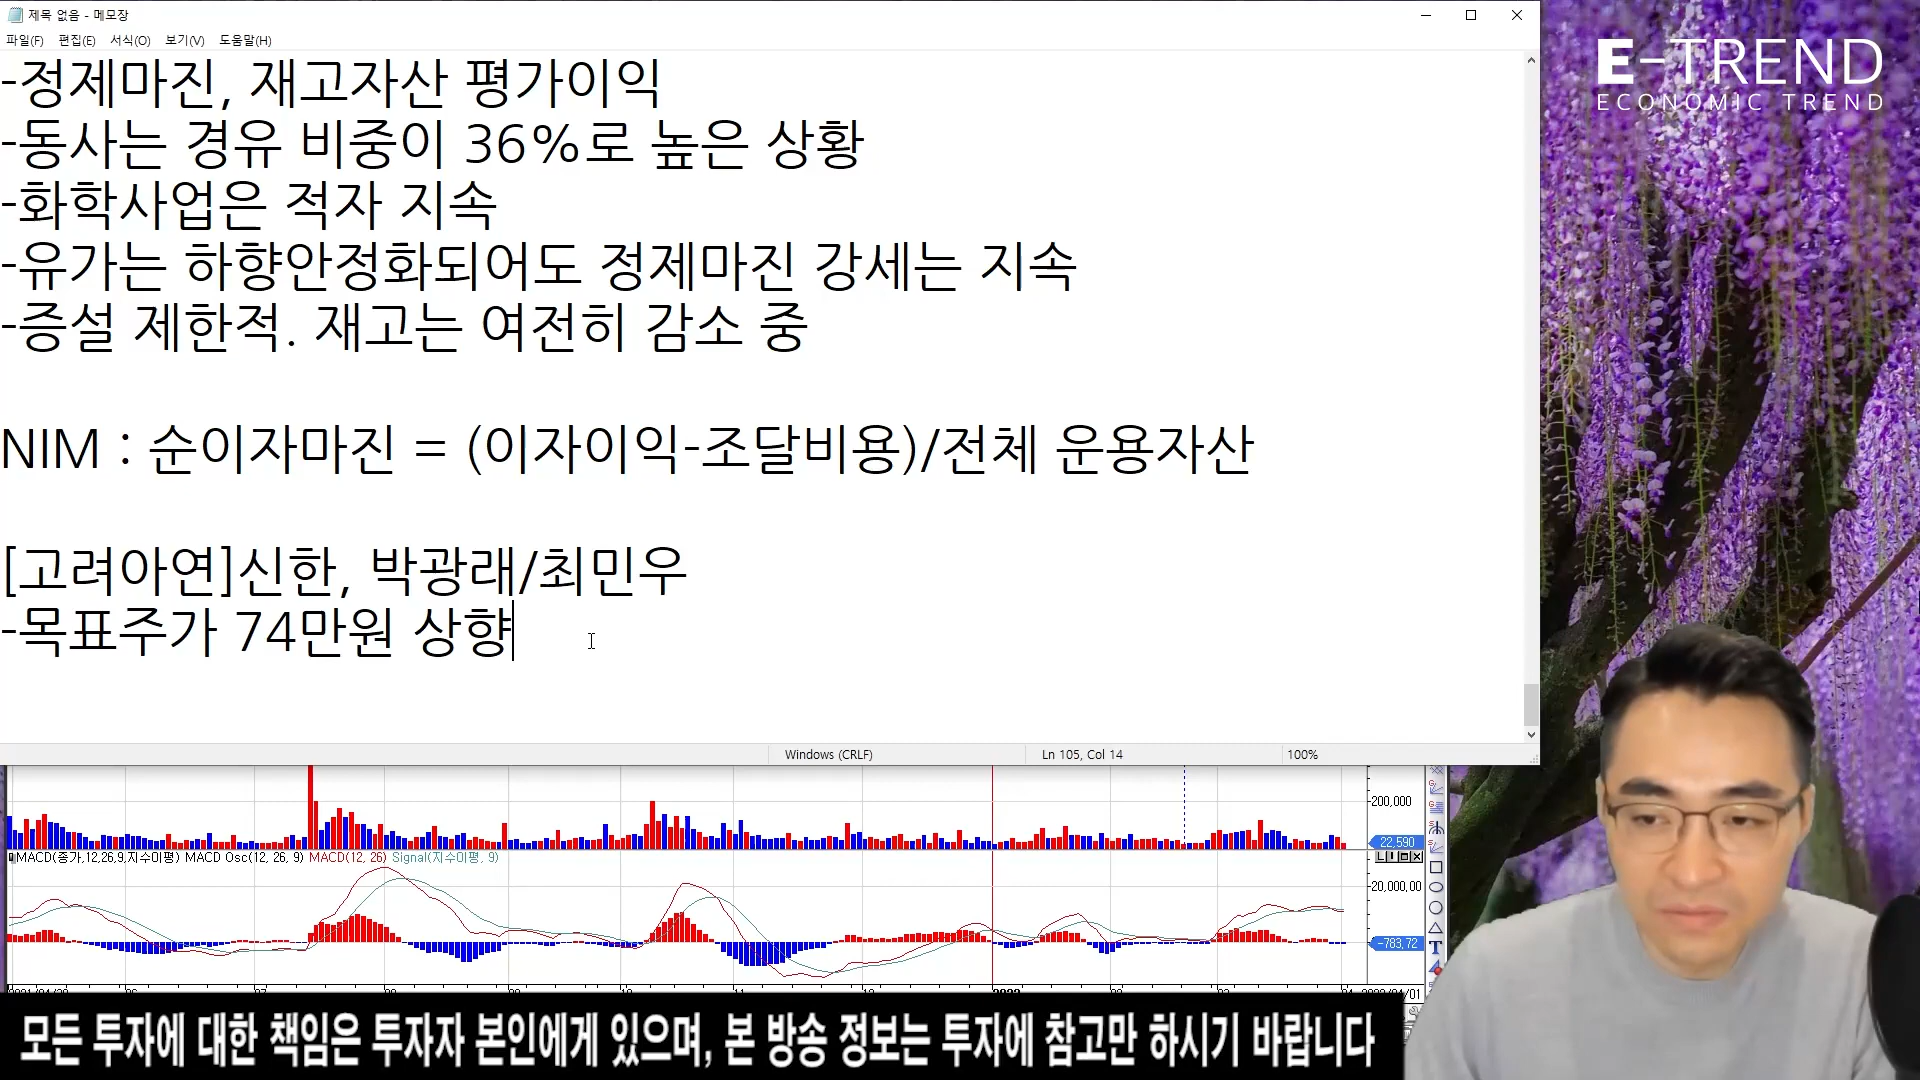 제목 없음 - 메모장
파일(F) 편집(E) 서식(O) 보기(V) 도움말(H)
-정제마진, 재고자산 평가이익
-동사는 경유 비중이 36%로 높은 상황
-화학사업은 적자 지속
-유가는 하향안정화되어도 정제마진 강세는 지속
-증설 제한적. 재고는 여전히 감소 중
NIM : 순이자마진 = (이자이익-조달비용)/전체 운용자산
[고려아연]신한, 박광래/최민우
-목표주가 74만원 상향
Windows (CRLF) Ln 105, Col 14 100%
E-TREND
ECONOMIC TREND
200,000
22,590
MACD(종가,12,26,9,지수이평) MACD Osc(12, 26, 9) MACD(12, 26) Signal(지수이평, 9)
20,000,00
-783,72
모든 투자에 대한 책임은 투자자 본인에게 있으며, 본 방송 정보는 투자에 참고만 하시기 바랍니다